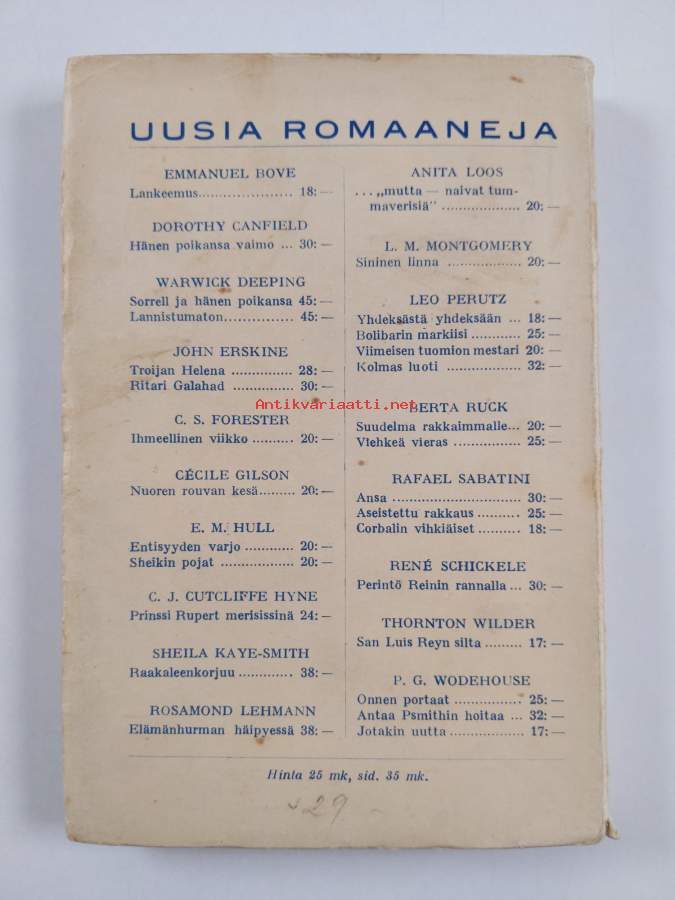 UUSIA ROMAANEJA
EMMANUEL BOVE
Lankeemus..................... 18: —
DOROTHY CANFIELD
Hänen poikansa vaimo ... 30: —
WARWICK DEEPING
Sorrell ja hänen poikansa 45: —
Lannistumaton............... 45: —
JOHN ERSKINE
Troijan Helena ............... 28: —
Ritari Galahad ............... 30: —
C. S. FORESTER
Ihmeellinen viikko .......... 20: —
CÉCILE GILSON
Nuoren rouvan kesä......... 20: —
E. M. HULL
Entisyyden varjo ............ 20: —
Sheikin pojat .................. 20: —
C. J. CUTCLIFFE HYNE
Prinssi Rupert merisissinä 24: —
SHEILA KAYE-SMITH
Raakaleenkorjuu ............. 38: —
ROSAMOND LEHMANN
Elämänhurman häipyessä 38: —
ANITA LOOS
... „mutta — naivat tum-
maverisiä" ................... 20: —
L. M. MONTGOMERY
Sininen linna .................. 20: —
LEO PERUTZ
Yhdeksästä yhdeksään ... 18: —
Bolibarin markiisi ............ 25: —
Viimeisen tuomion mestari 20: —
Kolmas luoti .................. 32: —
BERTA RUCK
Suudelma rakkaimmalle... 20: —
Viehkeä vieras ................ 25: —
RAFAEL SABATINI
Ansa .............................. 30: —
Aseistettu rakkaus .......... 25: —
Corbalin vihkiäiset .......... 18: —
RENÉ SCHICKELE
Perintö Reinin rannalla ... 30: —
THORNTON WILDER
San Luis Reyn silta ......... 17: —
P. G. WODEHOUSE
Onnen portaat ................ 25: —
Antaa Psmithin hoitaa ... 32: —
Jotakin uutta .................. 17: —
Hinta 25 mk, sid. 35 mk.
29 -
Antikvariaatti.net